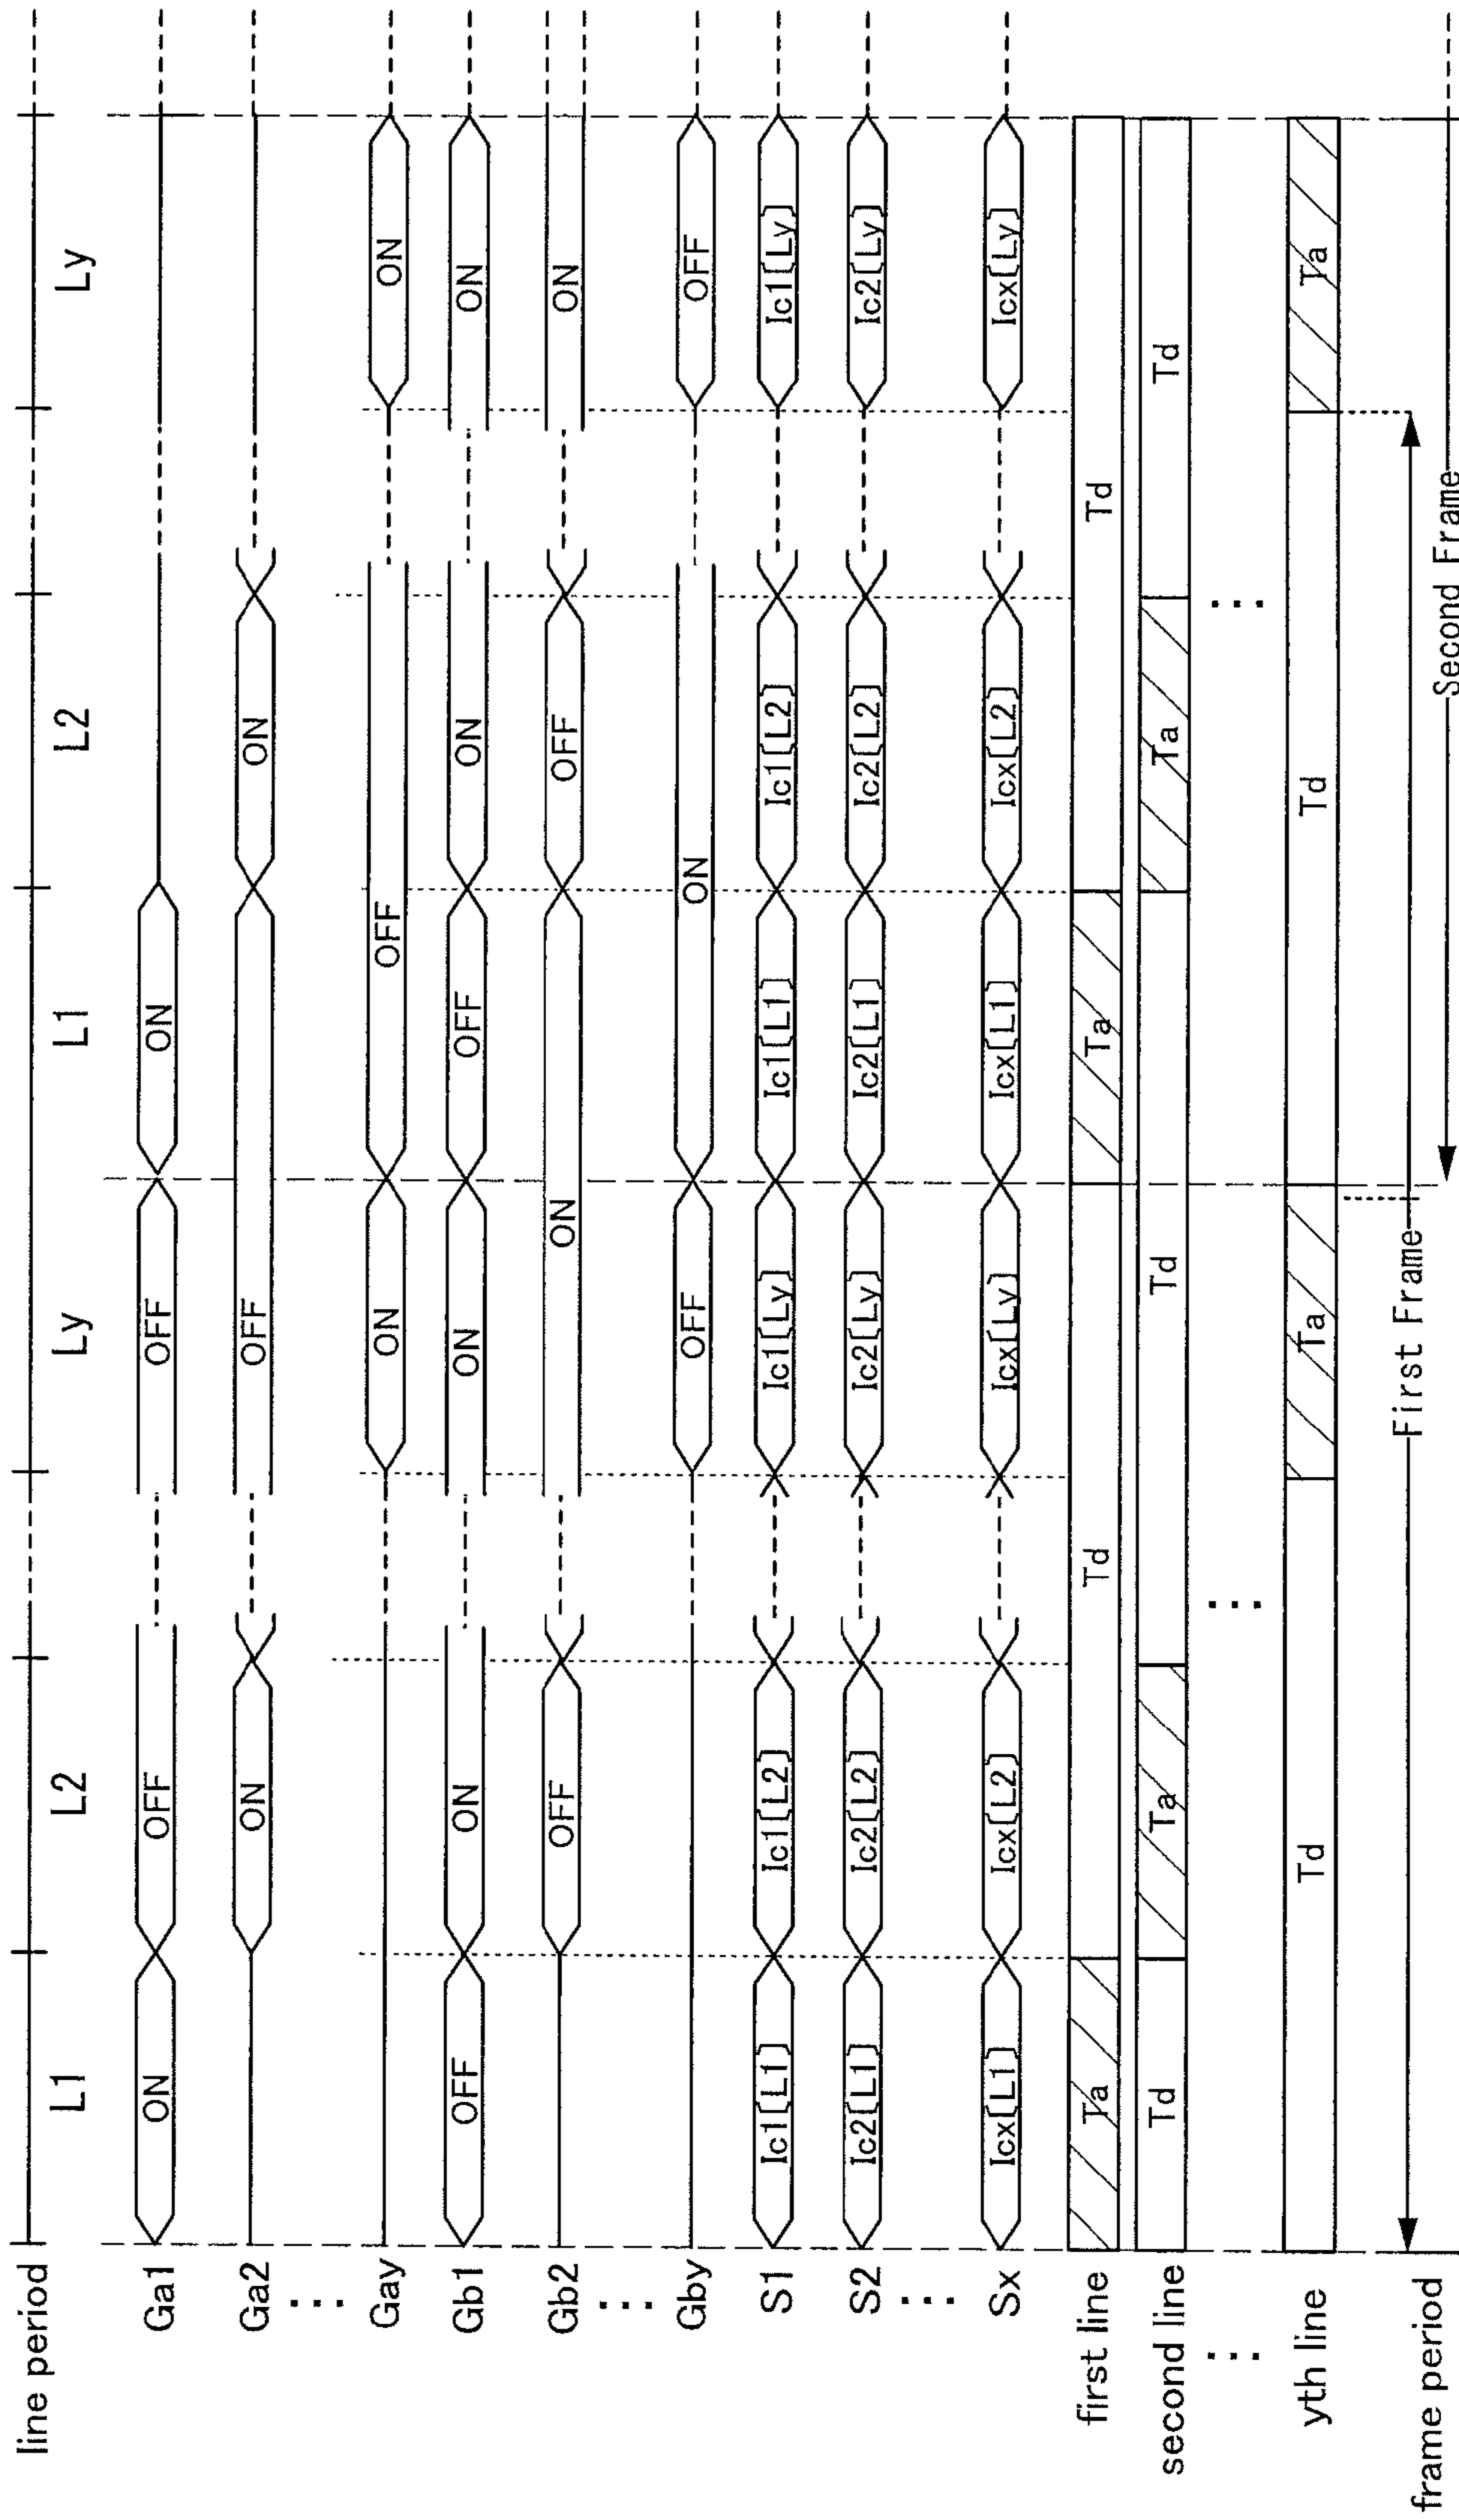 line period L1 L2 Ly L1 L2 Ly
Ga1 ON OFF OFF ON
Ga2 ON OFF ON
Gay ON OFF ON
Gb1 OFF ON ON OFF ON ON
Gb2 OFF ON OFF ON
Gby OFF ON OFF
S1 Ic1[L1] Ic1[L2] Ic1[Ly] Ic1[L1] Ic1[L2] Ic1[Ly]
S2 Ic2[L1] Ic2[L2] Ic2[Ly] Ic2[L1] Ic2[L2] Ic2[Ly]
Sx Icx[L1] Icx[L2] Icx[Ly] Icx[L1] Icx[L2] Icx[Ly]
first line Ta Td Ta Td
second line Td Ta Td Ta Td
yth line Td Ta Td Ta
frame period First Frame Second Frame